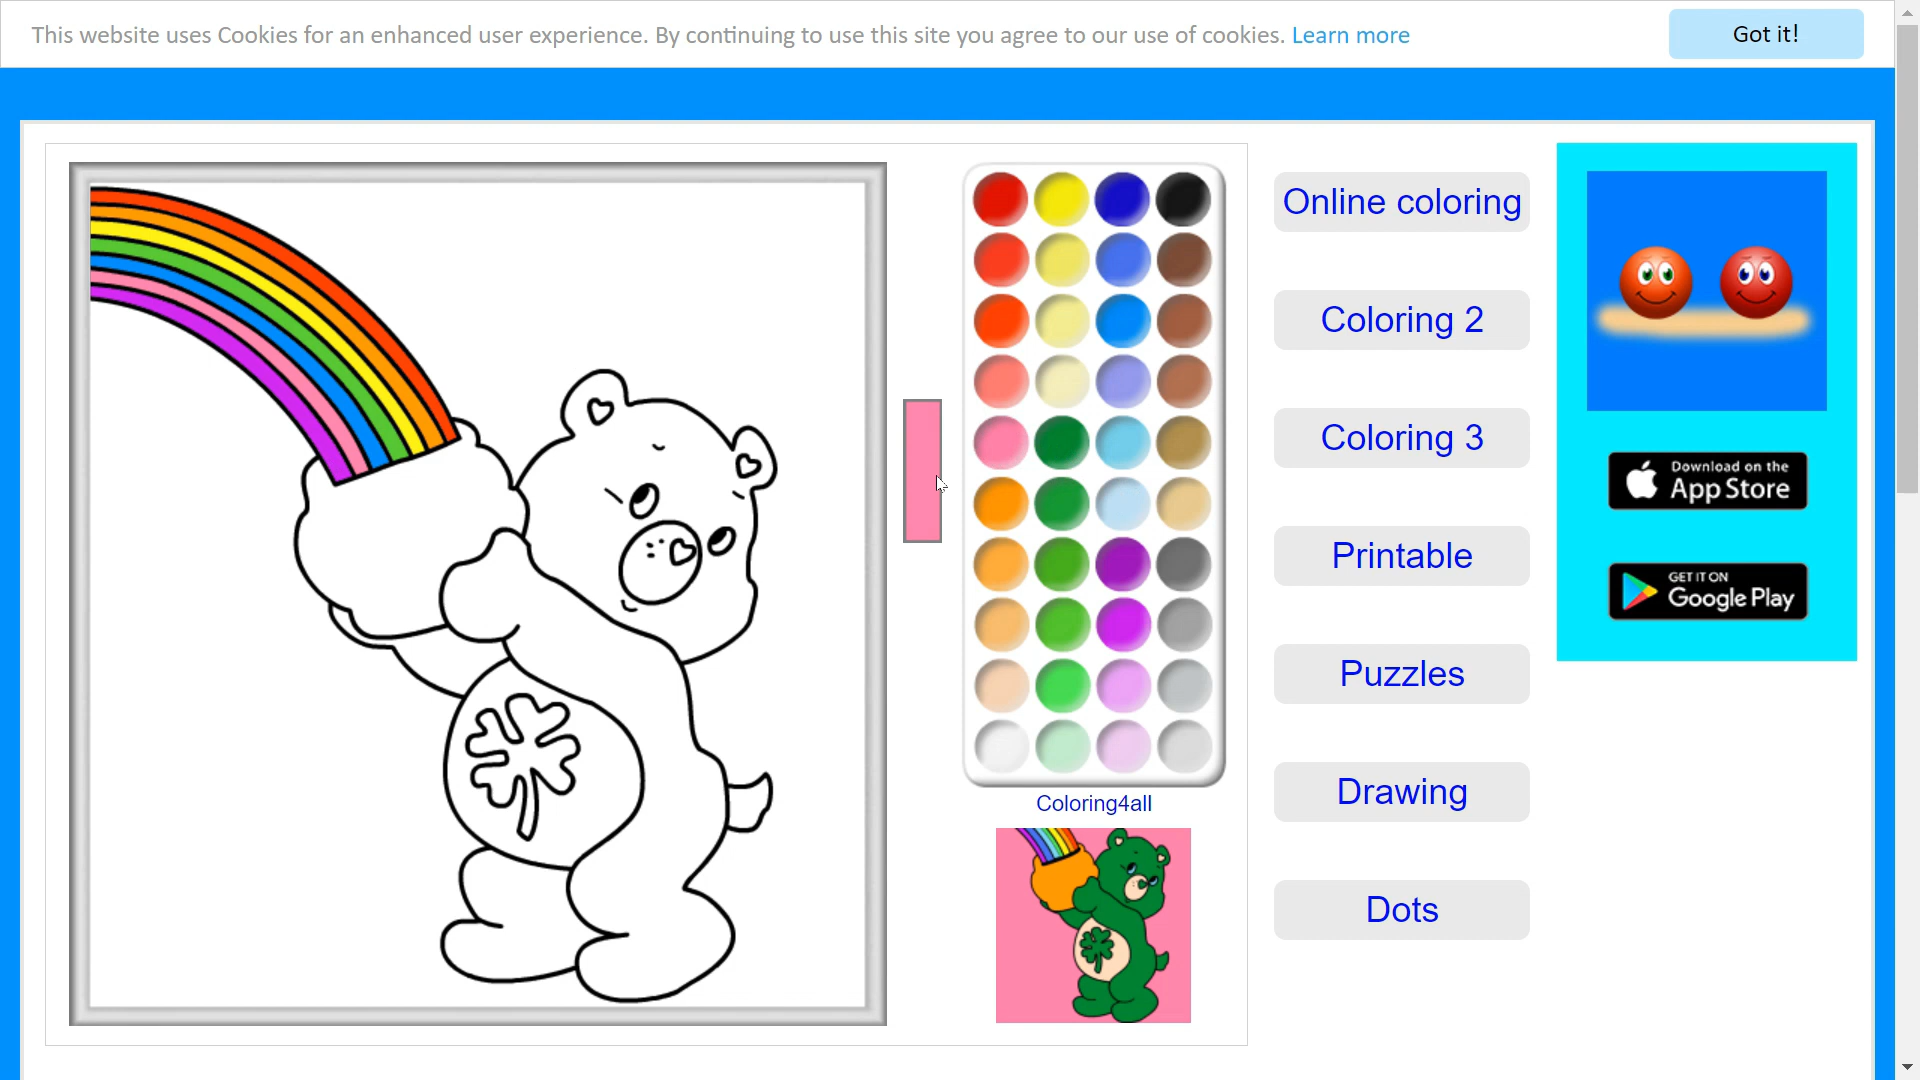 This website uses Cookies for an enhanced user experience. By continuing to use this site you agree to our use of cookies. Learn more
Got it!
Online coloring
Coloring 2
Coloring 3
Printable
Puzzles
Drawing
Dots
Download on the
App Store
GET IT ON
Google Play
Coloring4all